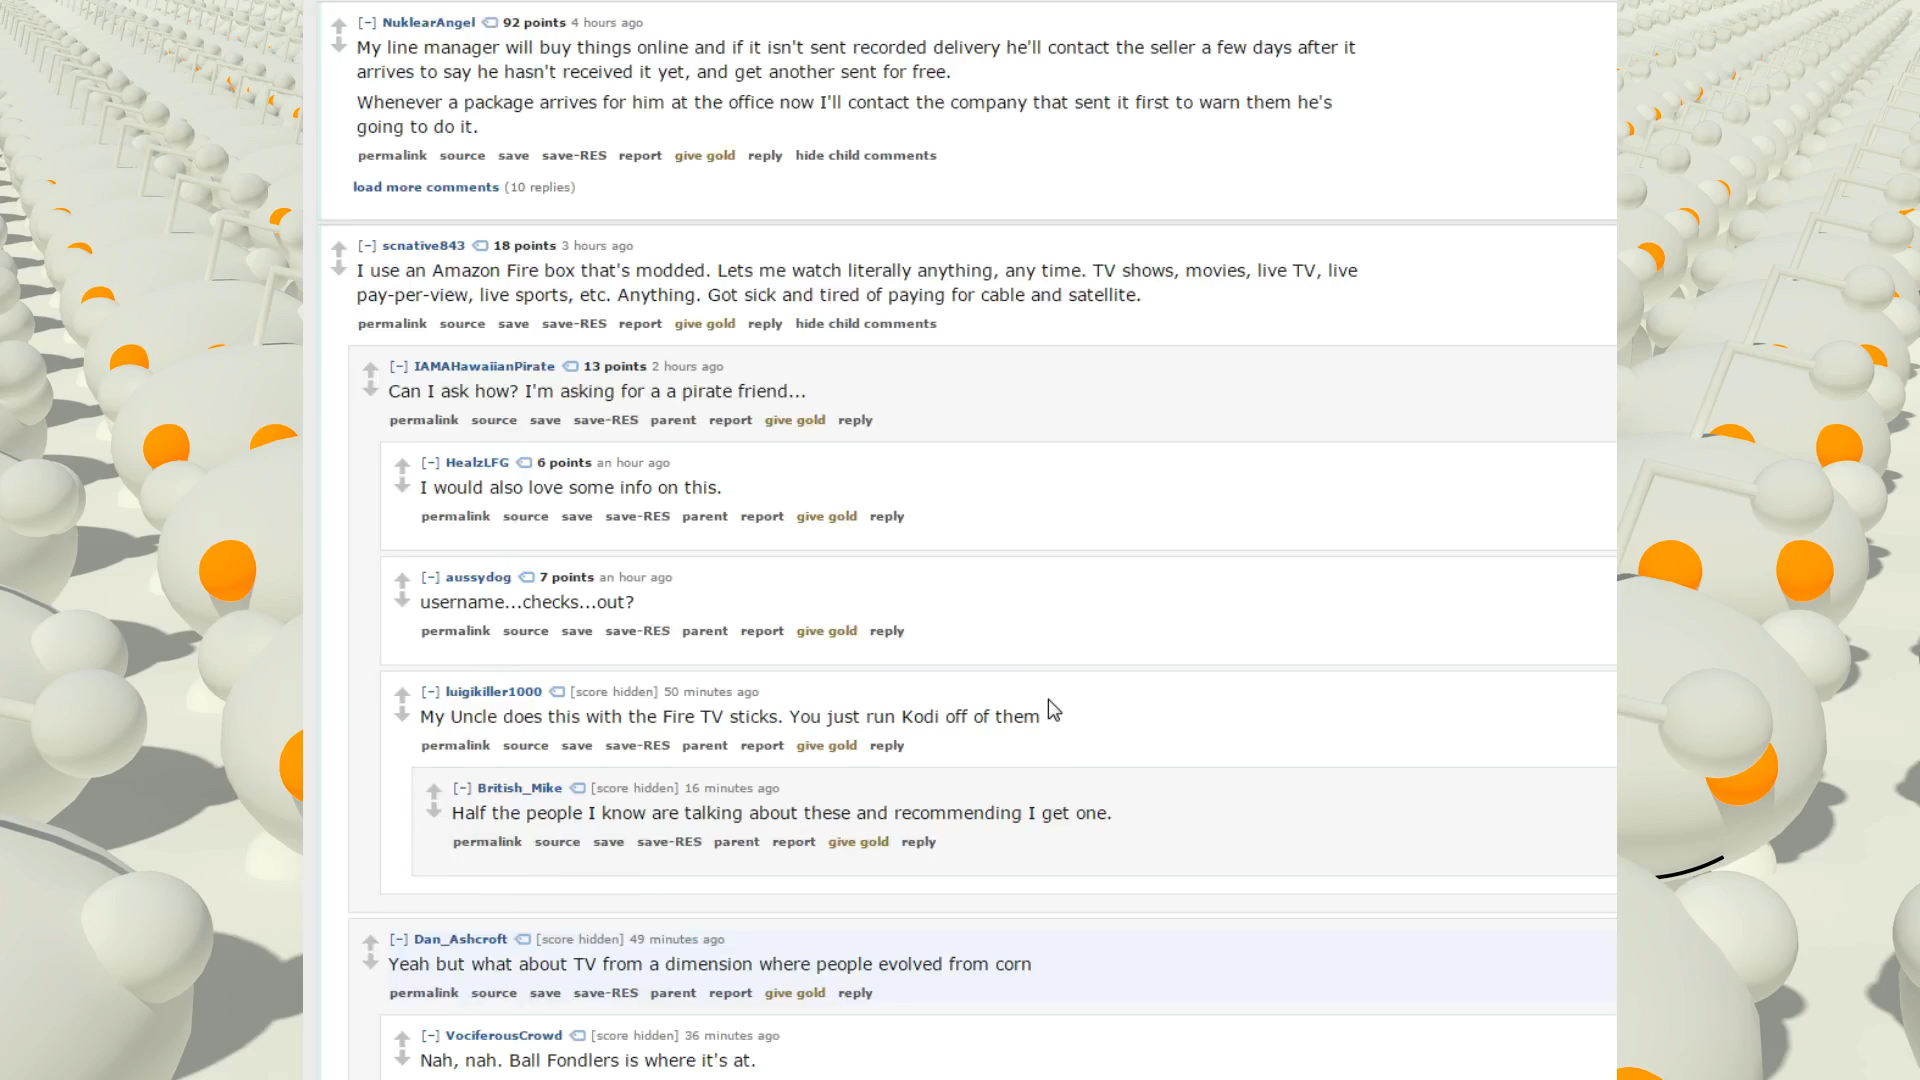 [-] NuklearAngel 92 points 4 hours ago
My line manager will buy things online and if it isn't sent recorded delivery he'll contact the seller a few days after it
arrives to say he hasn't received it yet, and get another sent for free.
Whenever a package arrives for him at the office now I'll contact the company that sent it first to warn them he's
going to do it.
permalink source save save-RES report give gold reply hide child comments
load more comments (10 replies)
[-] scnative843 18 points 3 hours ago
I use an Amazon Fire box that's modded. Lets me watch literally anything, any time. TV shows, movies, live TV, live
pay-per-view, live sports, etc. Anything. Got sick and tired of paying for cable and satellite.
permalink source save save-RES report give gold reply hide child comments
[-] IAMAHawaiianPirate 13 points 2 hours ago
Can I ask how? I'm asking for a a pirate friend...
permalink source save save-RES parent report give gold reply
[-] HealzLFG 6 points an hour ago
I would also love some info on this.
permalink source save save-RES parent report give gold reply
[-] aussydog 7 points an hour ago
username...checks...out?
permalink source save save-RES parent report give gold reply
[-] luigikiller1000 [score hidden] 50 minutes ago
My Uncle does this with the Fire TV sticks. You just run Kodi off of them
permalink source save save-RES parent report give gold reply
[-] British_Mike [score hidden] 16 minutes ago
Half the people I know are talking about these and recommending I get one.
permalink source save save-RES parent report give gold reply
[-] Dan_Ashcroft [score hidden] 49 minutes ago
Yeah but what about TV from a dimension where people evolved from corn
permalink source save save-RES parent report give gold reply
[-] VociferousCrowd [score hidden] 36 minutes ago
Nah, nah. Ball Fondlers is where it's at.